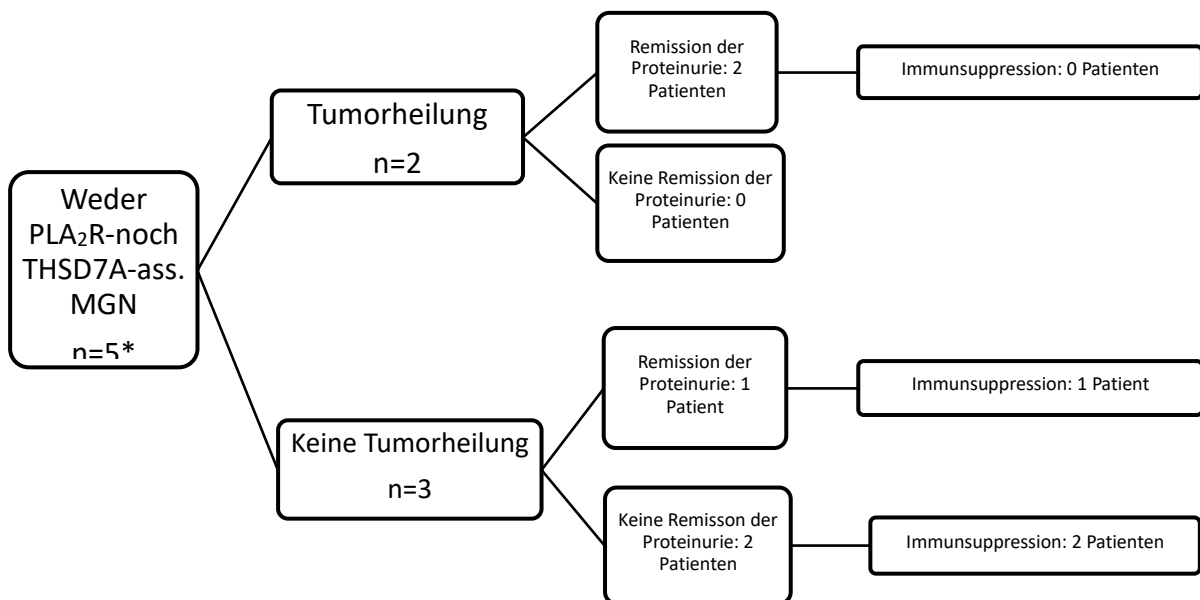 Weder
PLA₂R-noch
THSD7A-ass.
MGN
n=5*
Tumorheilung
n=2
Remission der
Proteinurie: 2
Patienten
Immunsuppression: 0 Patienten
Keine Remission der
Proteinurie: 0
Patienten
Keine Tumorheilung
n=3
Remission der
Proteinurie: 1
Patient
Immunsuppression: 1 Patient
Keine Remisson der
Proteinurie: 2
Patienten
Immunsuppression: 2 Patienten